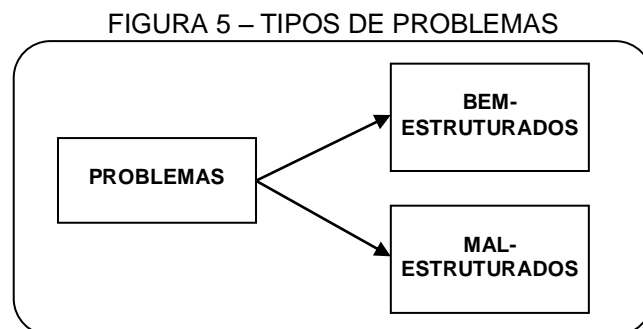 FIGURA 5 – TIPOS DE PROBLEMAS
BEM-
ESTRUTURADOS
PROBLEMAS
MAL-
ESTRUTURADOS